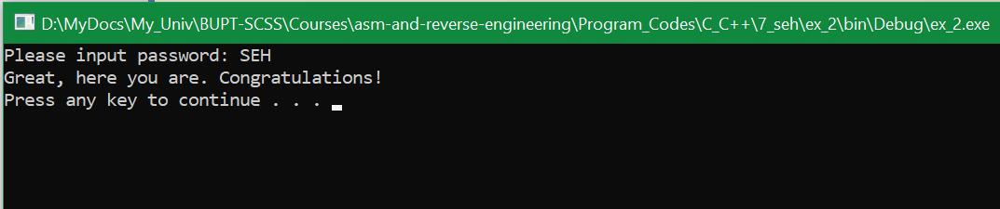 D:\MyDocs\My_Univ\BUPT-SCSS\Courses\asm-and-reverse-engineering\Program_Codes\C_C++\7_seh\ex_2\bin\Debug\ex_2.exe
Please input password: SEH
Great, here you are. Congratulations!
Press any key to continue . . .